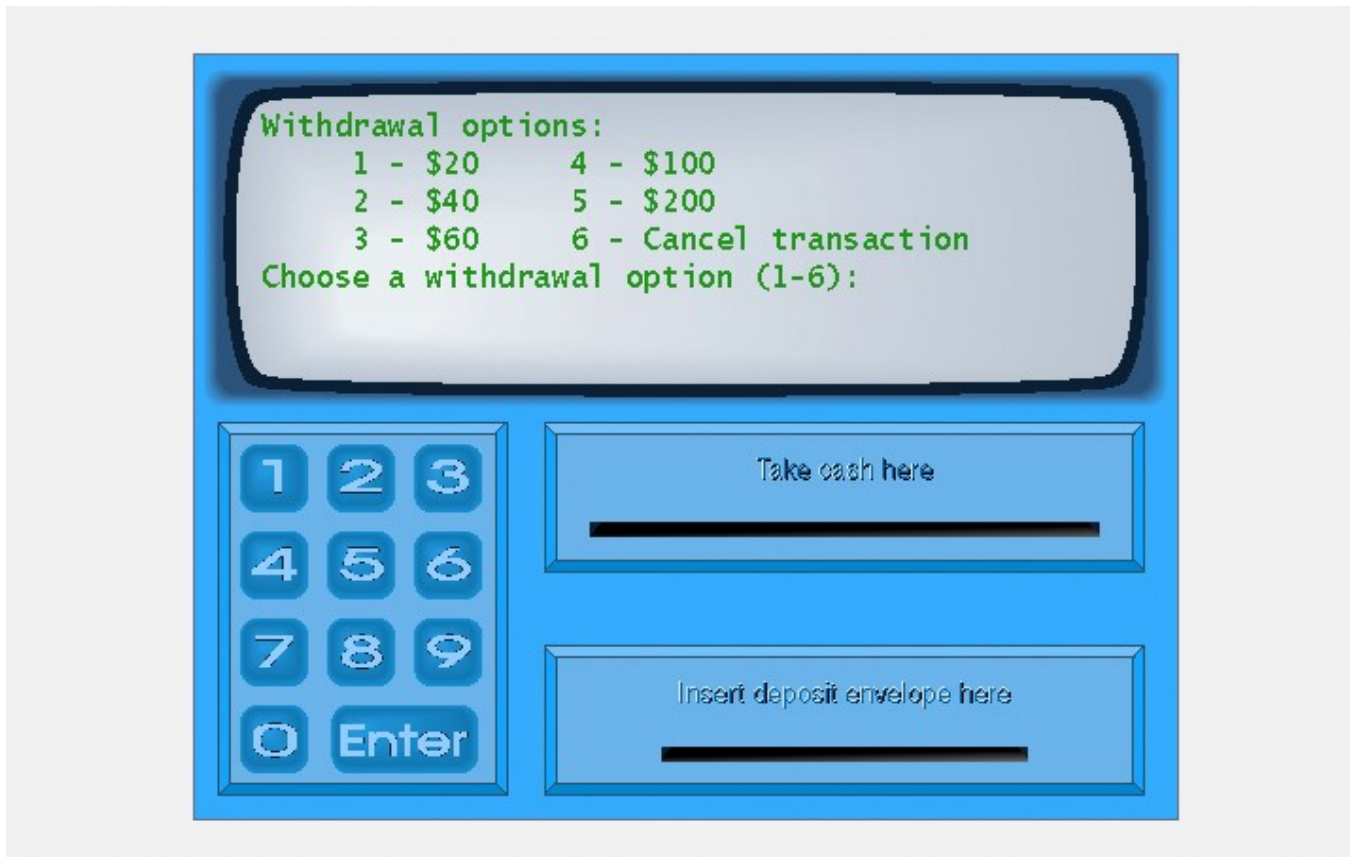 Withdrawal options:
1 - $20 4 - $100
2 - $40 5 - $200
3 - $60 6 - Cancel transaction
Choose a withdrawal option (1-6):
1 2 3
4 5 6
7 8 9
0 Enter
Take cash here
Insert deposit envelope here